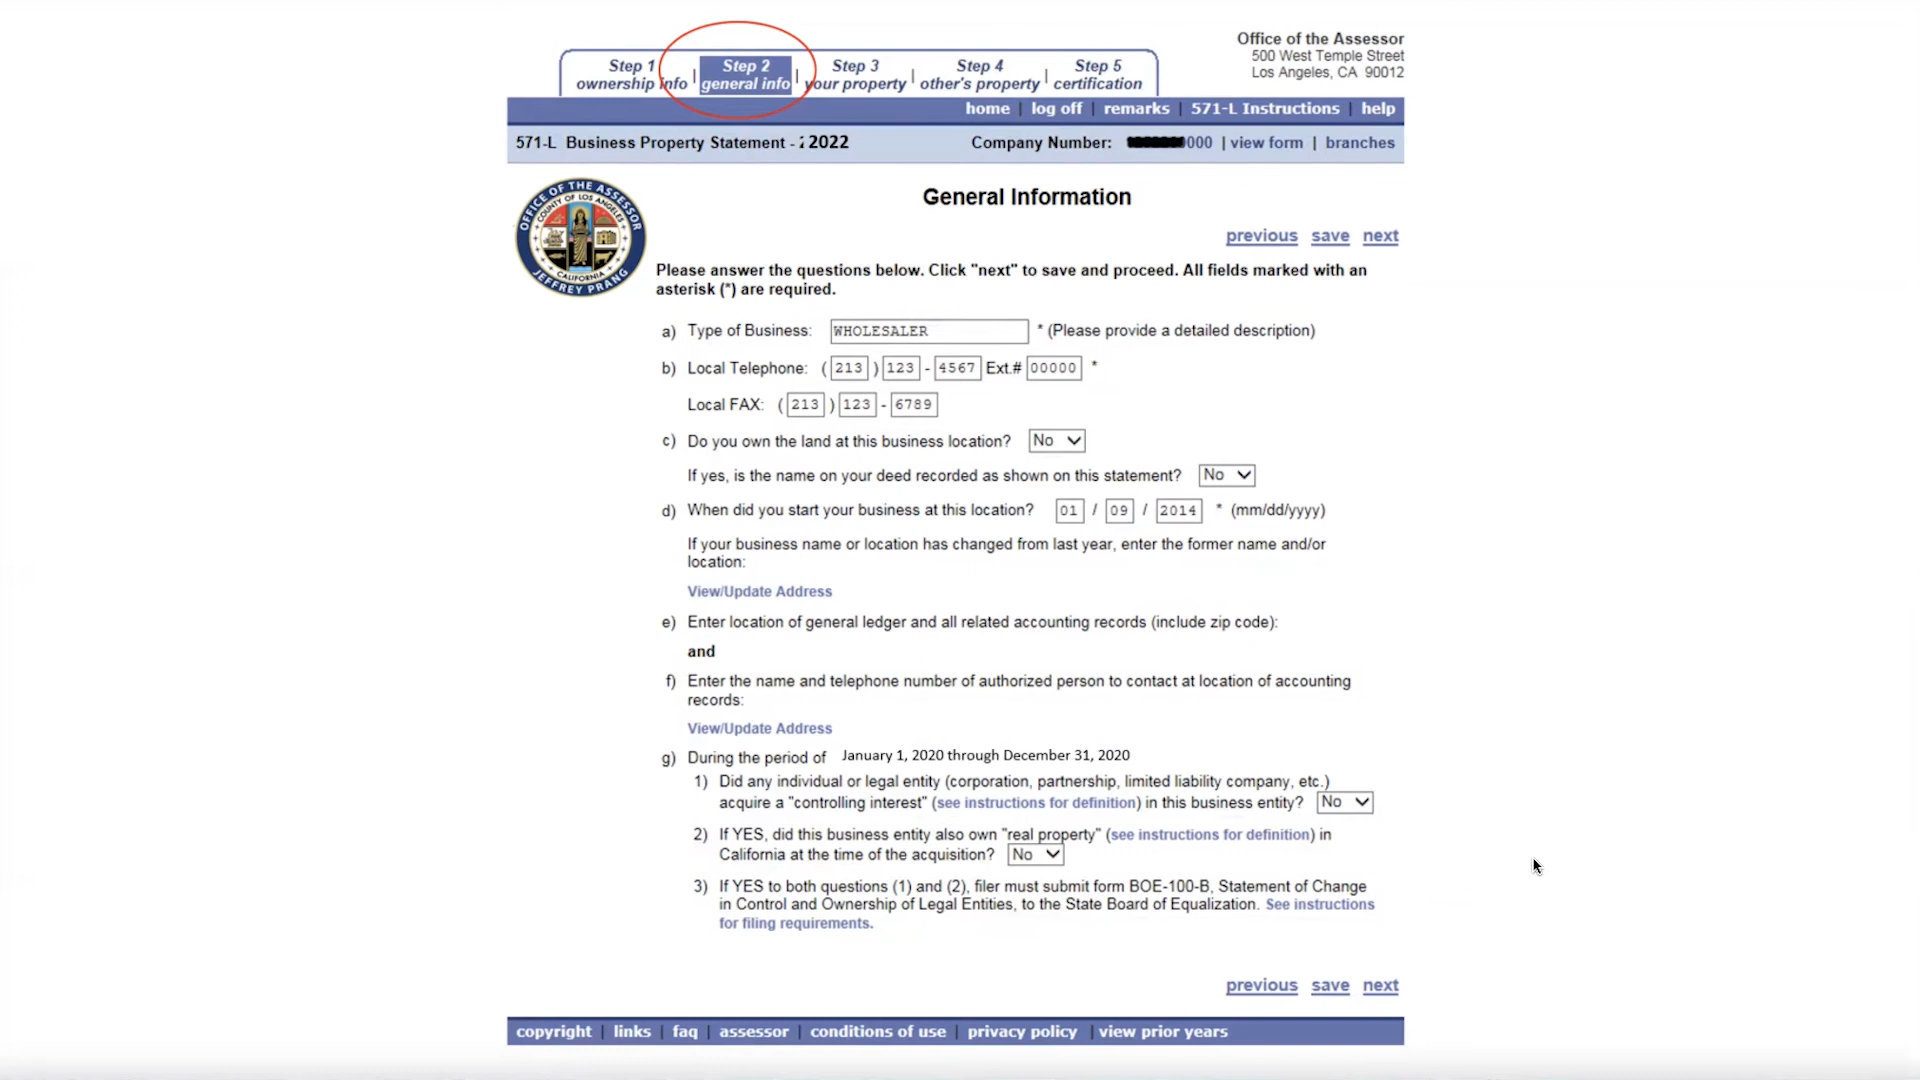 Office of the Assessor
500 West Temple Street
Los Angeles, CA 90012
Step 1 | Step 2 | Step 3 | Step 4 | Step 5
ownership info general info your property other's property certification
home | log off | remarks | 571-L Instructions | help
571-L Business Property Statement - 2022 Company Number: 000 | view form | branches
OFFICE OF THE ASSESSOR
COUNTY OF LOS ANGELES
CALIFORNIA
JEFFREY PRANG
General Information
previous save next
Please answer the questions below. Click "next" to save and proceed. All fields marked with an
asterisk (*) are required.
a) Type of Business: WHOLESALER * (Please provide a detailed description)
b) Local Telephone: ( 213 ) 123 - 4567 Ext.# 00000 *
Local FAX: ( 213 ) 123 - 6789
c) Do you own the land at this business location? No
If yes, is the name on your deed recorded as shown on this statement? No
d) When did you start your business at this location? 01 / 09 / 2014 * (mm/dd/yyyy)
If your business name or location has changed from last year, enter the former name and/or
location:
View/Update Address
e) Enter location of general ledger and all related accounting records (include zip code):
and
f) Enter the name and telephone number of authorized person to contact at location of accounting
records:
View/Update Address
g) During the period of January 1, 2020 through December 31, 2020
1) Did any individual or legal entity (corporation, partnership, limited liability company, etc.)
acquire a "controlling interest" (see instructions for definition) in this business entity? No
2) If YES, did this business entity also own "real property" (see instructions for definition) in
California at the time of the acquisition? No
3) If YES to both questions (1) and (2), filer must submit form BOE-100-B, Statement of Change
in Control and Ownership of Legal Entities, to the State Board of Equalization. See instructions
for filing requirements.
previous save next
copyright | links | faq | assessor | conditions of use | privacy policy | view prior years